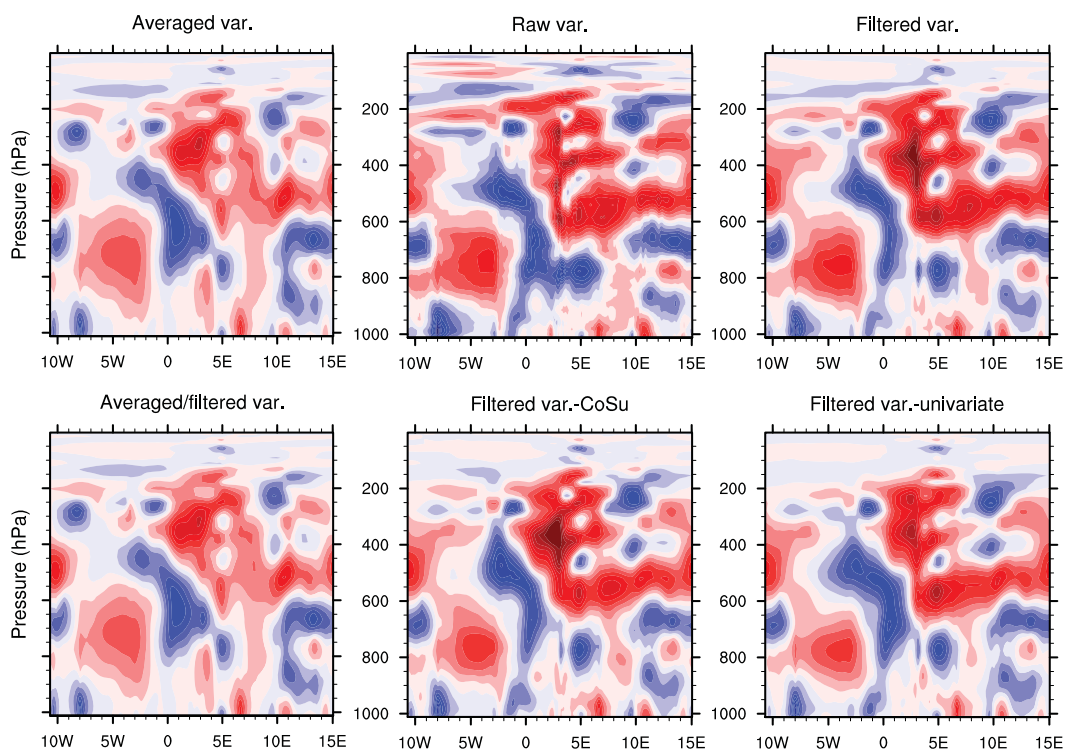 Averaged var. Raw var. Filtered var.
Pressure (hPa)
200 200
400 400
600 600
800 800
1000 1000
10W 5W 0 5E 10E 15E 10W 5W 0 5E 10E 15E 10W 5W 0 5E 10E 15E
Averaged/filtered var. Filtered var.-CoSu Filtered var.-univariate
Pressure (hPa)
200 200
400 400
600 600
800 800
1000 1000
10W 5W 0 5E 10E 15E 10W 5W 0 5E 10E 15E 10W 5W 0 5E 10E 15E